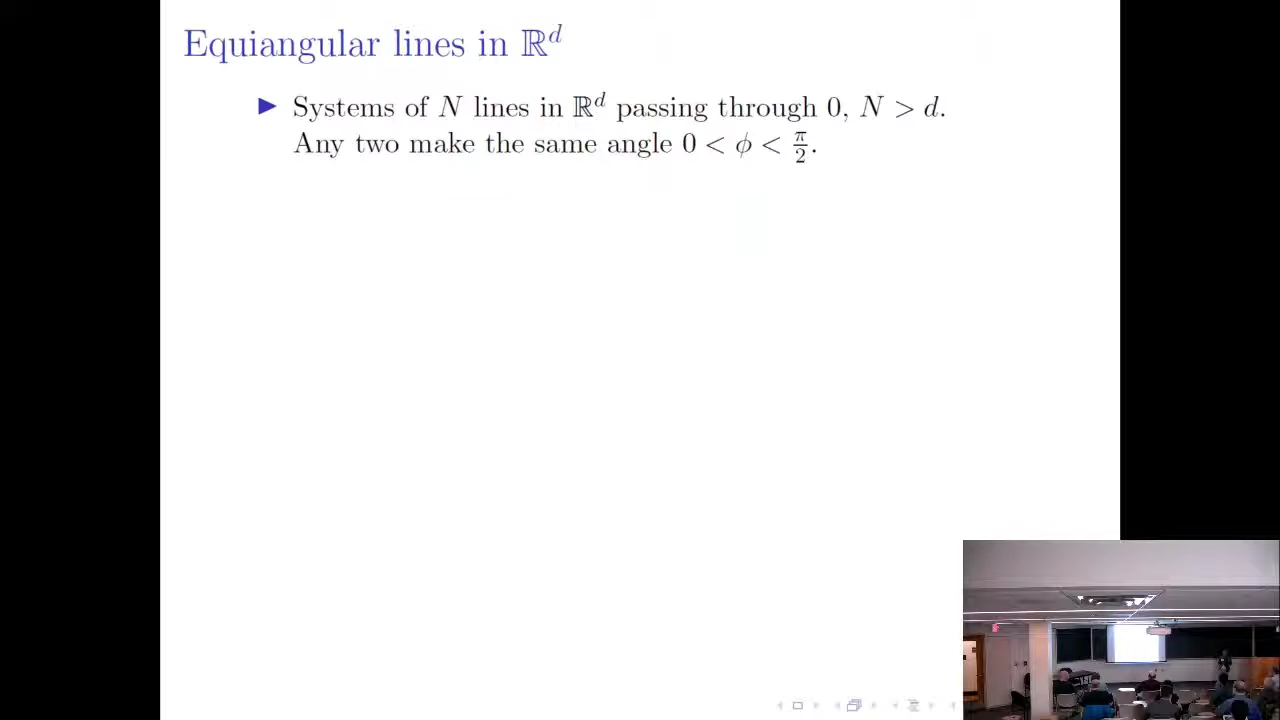 Equiangular lines in ℝ^d
▶ Systems of N lines in ℝ^d passing through 0, N > d.
Any two make the same angle 0 < ϕ < π/2.